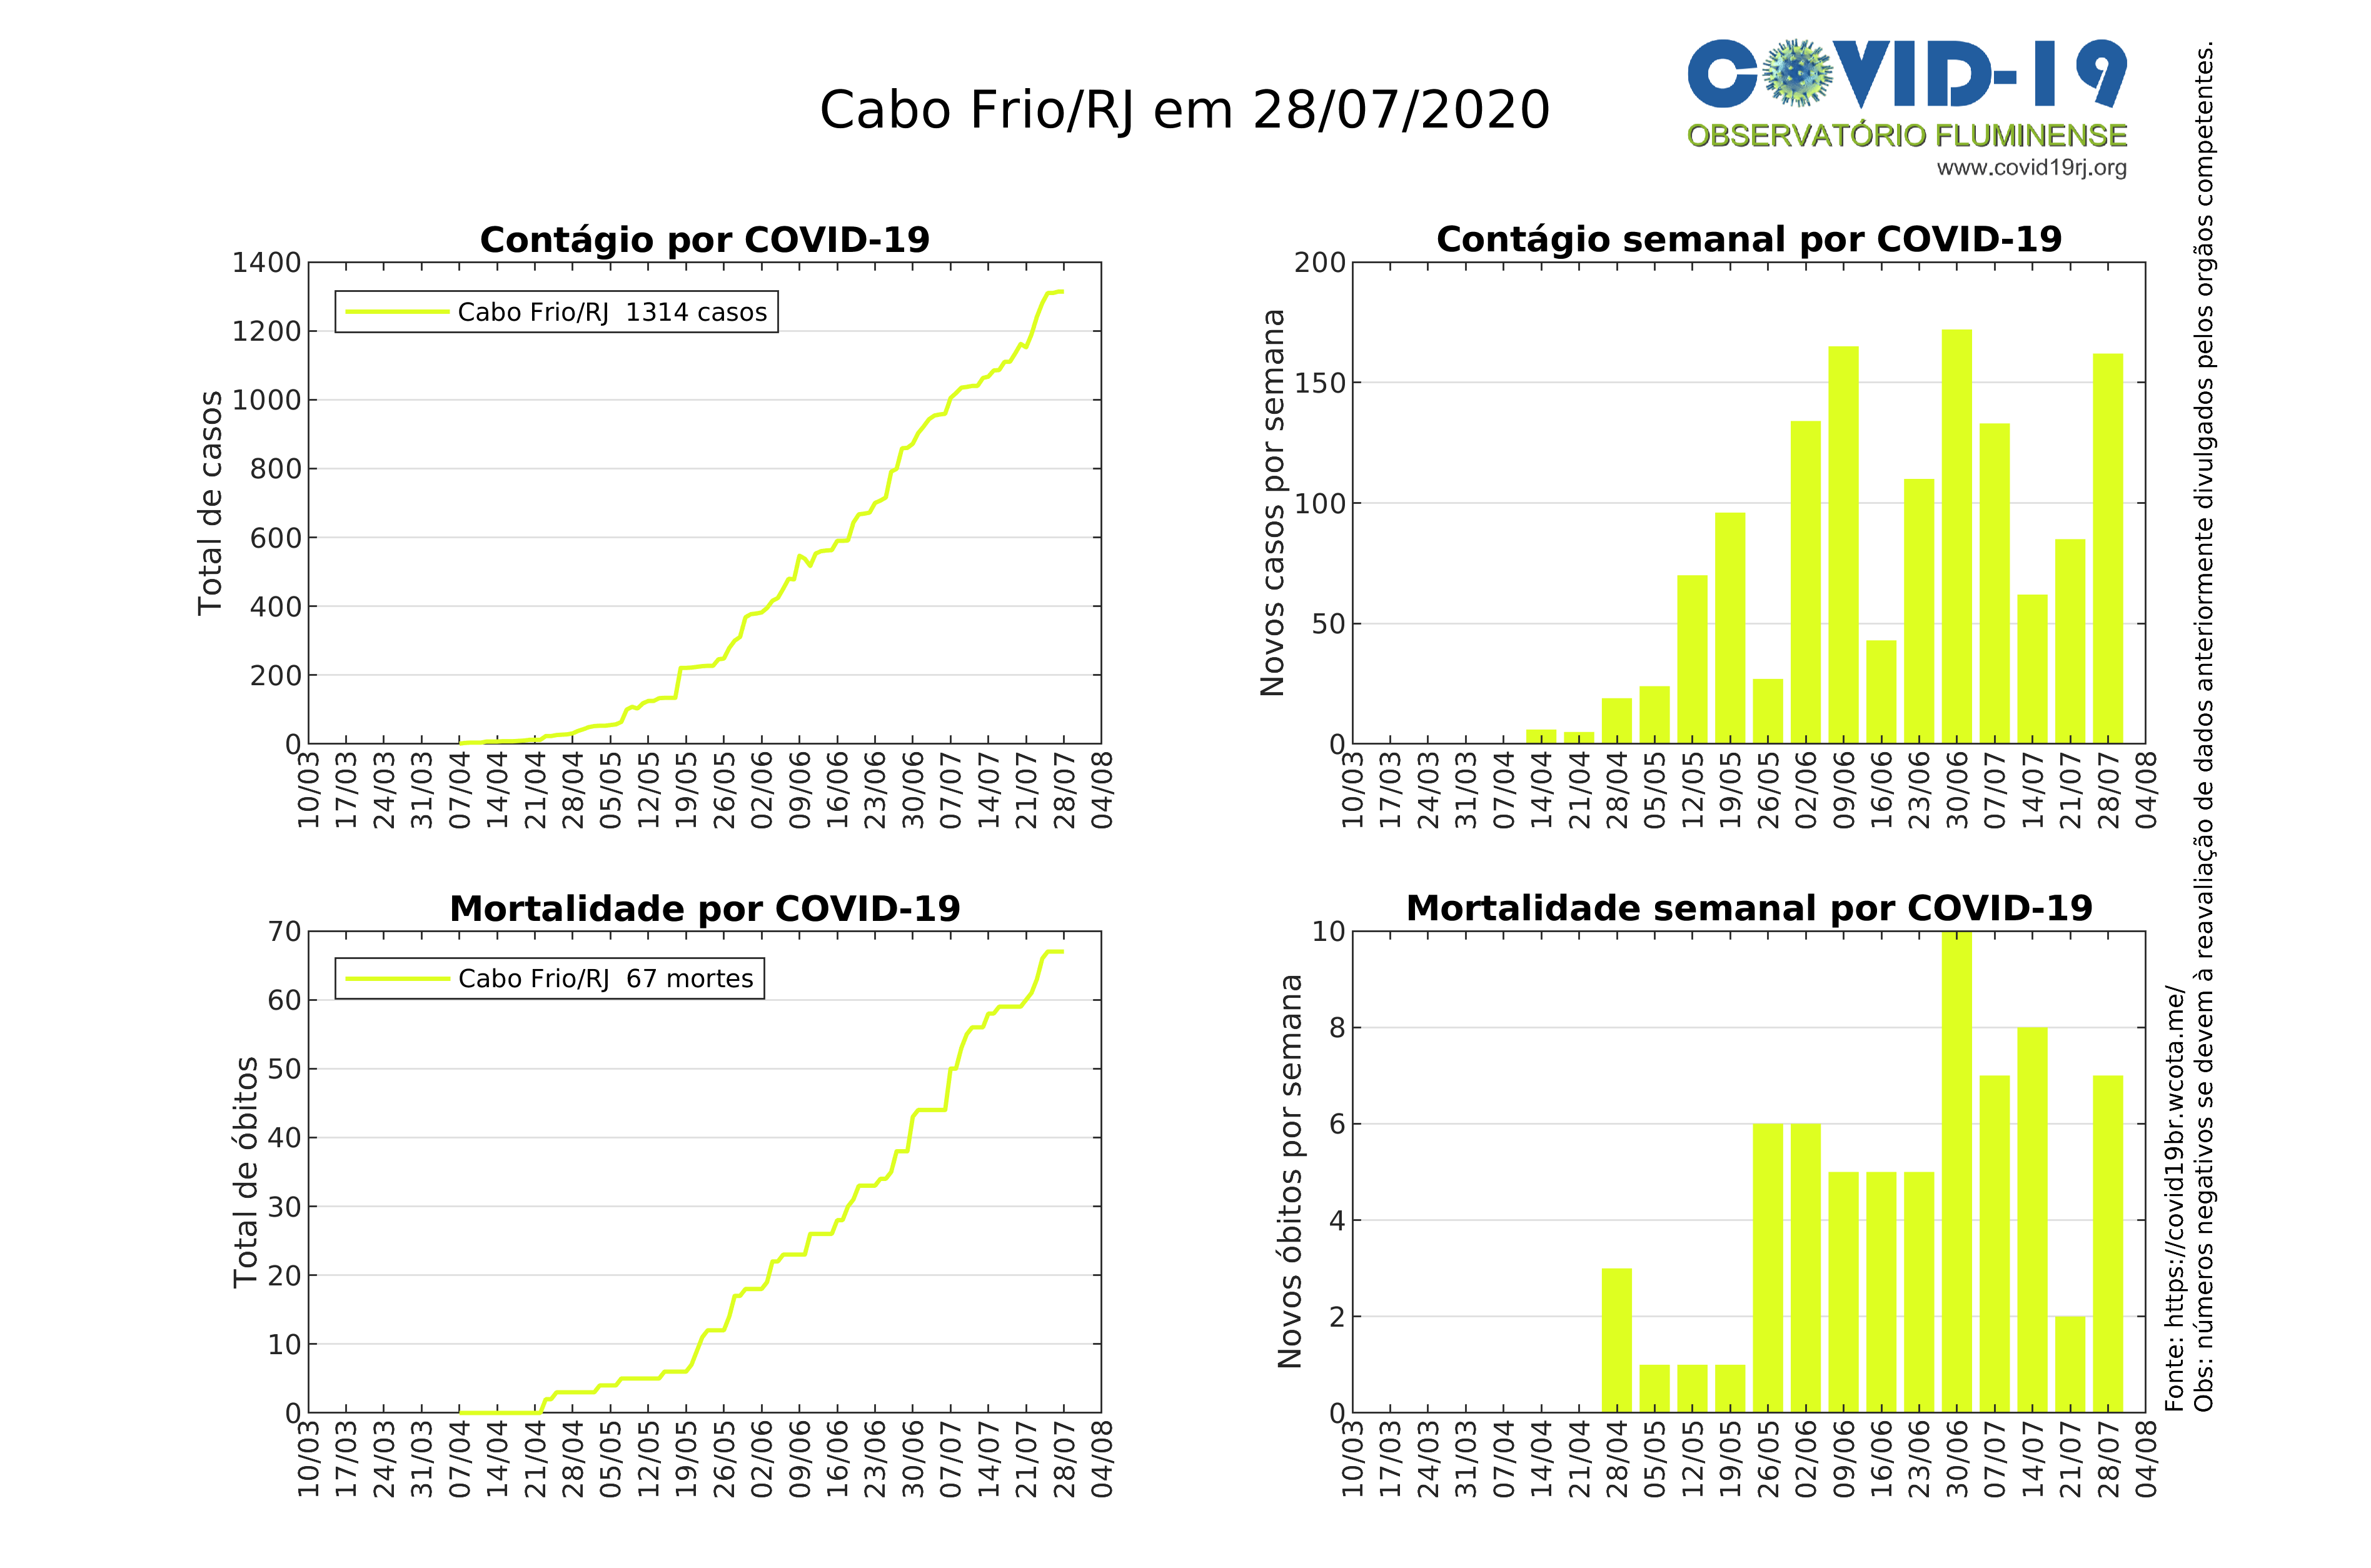 COVID-19
OBSERVATÓRIO FLUMINENSE
www.covid19rj.org
Cabo Frio/RJ em 28/07/2020
Contágio por COVID-19
Total de casos
1400
1200
1000
800
600
400
200
0
Cabo Frio/RJ 1314 casos
10/03 17/03 24/03 31/03 07/04 14/04 21/04 28/04 05/05 12/05 19/05 26/05 02/06 09/06 16/06 23/06 30/06 07/07 14/07 21/07 28/07 04/08
Contágio semanal por COVID-19
Novos casos por semana
200
150
100
50
0
10/03 17/03 24/03 31/03 07/04 14/04 21/04 28/04 05/05 12/05 19/05 26/05 02/06 09/06 16/06 23/06 30/06 07/07 14/07 21/07 28/07 04/08
Mortalidade por COVID-19
Total de óbitos
70
60
50
40
30
20
10
0
Cabo Frio/RJ 67 mortes
10/03 17/03 24/03 31/03 07/04 14/04 21/04 28/04 05/05 12/05 19/05 26/05 02/06 09/06 16/06 23/06 30/06 07/07 14/07 21/07 28/07 04/08
Mortalidade semanal por COVID-19
Novos óbitos por semana
10
8
6
4
2
0
10/03 17/03 24/03 31/03 07/04 14/04 21/04 28/04 05/05 12/05 19/05 26/05 02/06 09/06 16/06 23/06 30/06 07/07 14/07 21/07 28/07 04/08
Fonte: https://covid19br.wcota.me/
Obs: números negativos se devem à reavaliação de dados anteriormente divulgados pelos orgãos competentes.